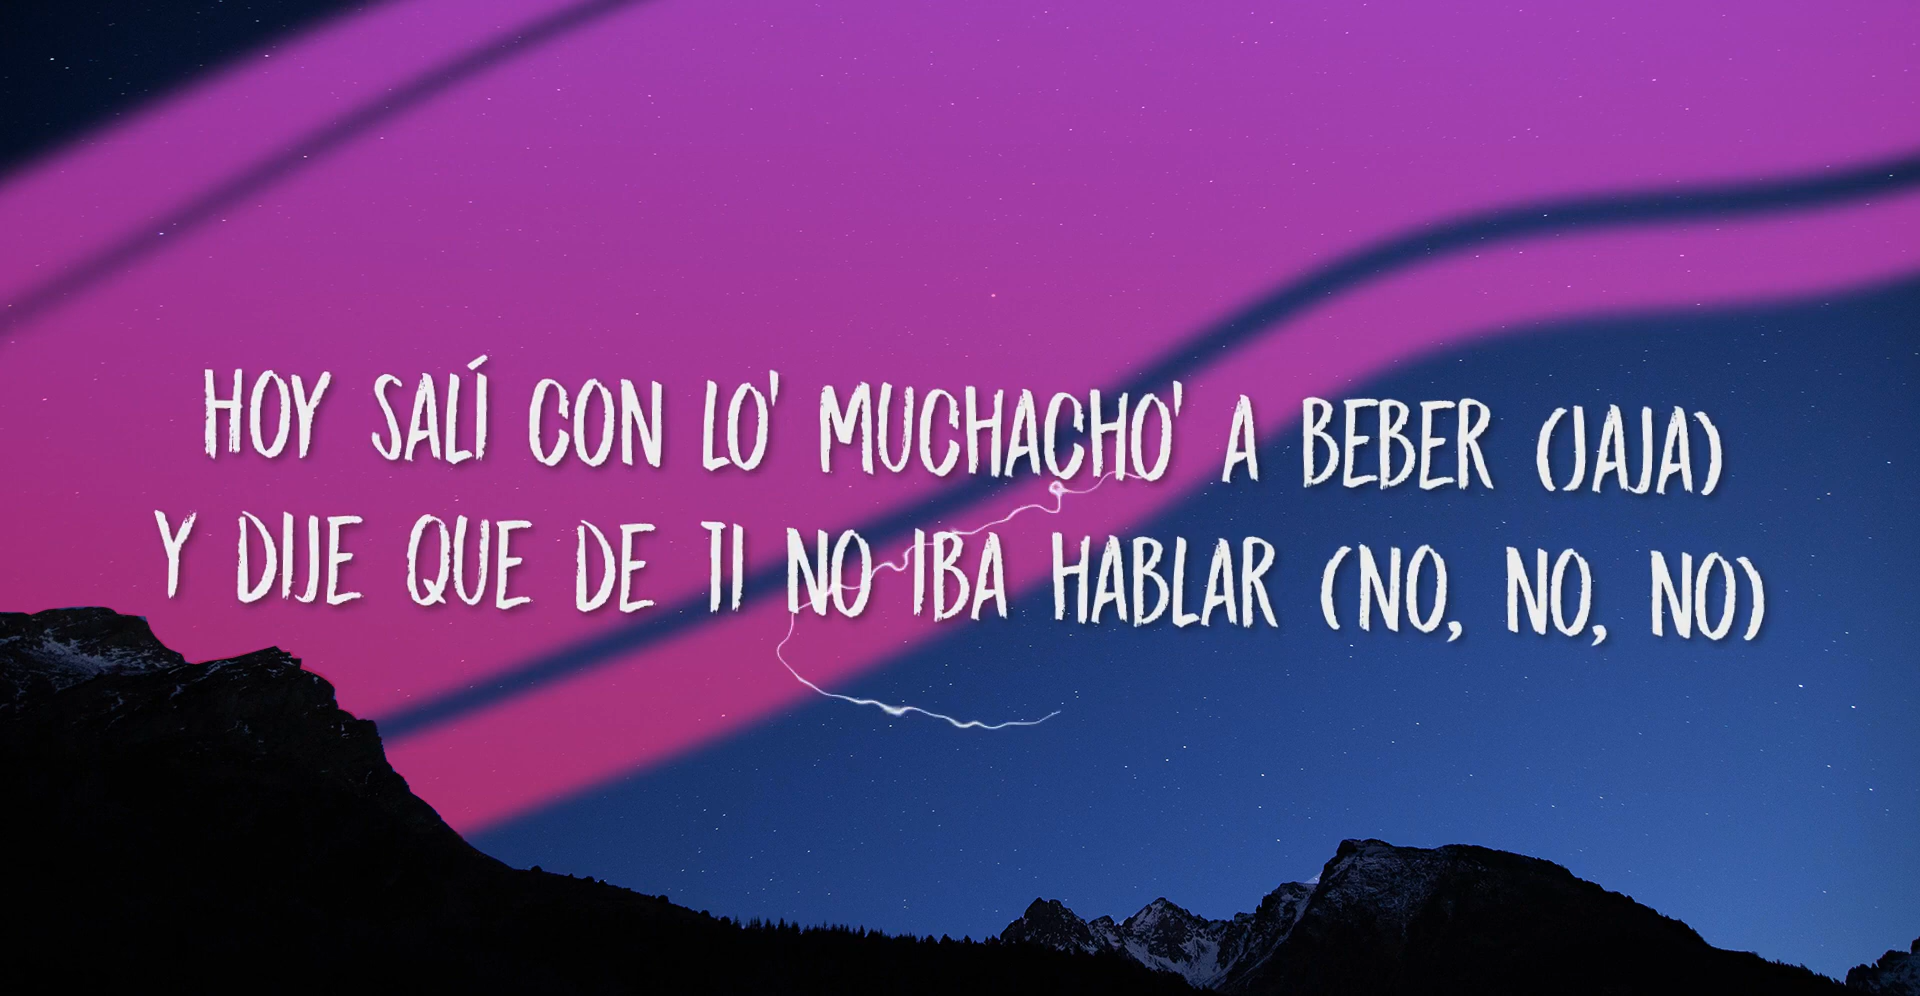 HOY SALÍ CON LO' MUCHACHO' A BEBER (JAJA)
Y DIJE QUE DE TI NO IBA HABLAR (NO, NO, NO)